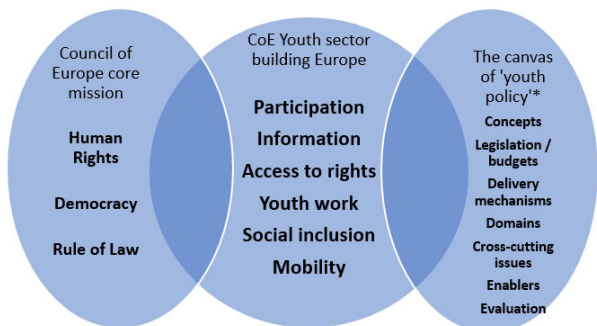 Council of
Europe core
mission
Human
Rights
Democracy
Rule of Law
CoE Youth sector
building Europe
Participation
Information
Access to rights
Youth work
Social inclusion
Mobility
The canvas
of 'youth
policy'*
Concepts
Legislation /
budgets
Delivery
mechanisms
Domains
Cross-cutting
issues
Enablers
Evaluation